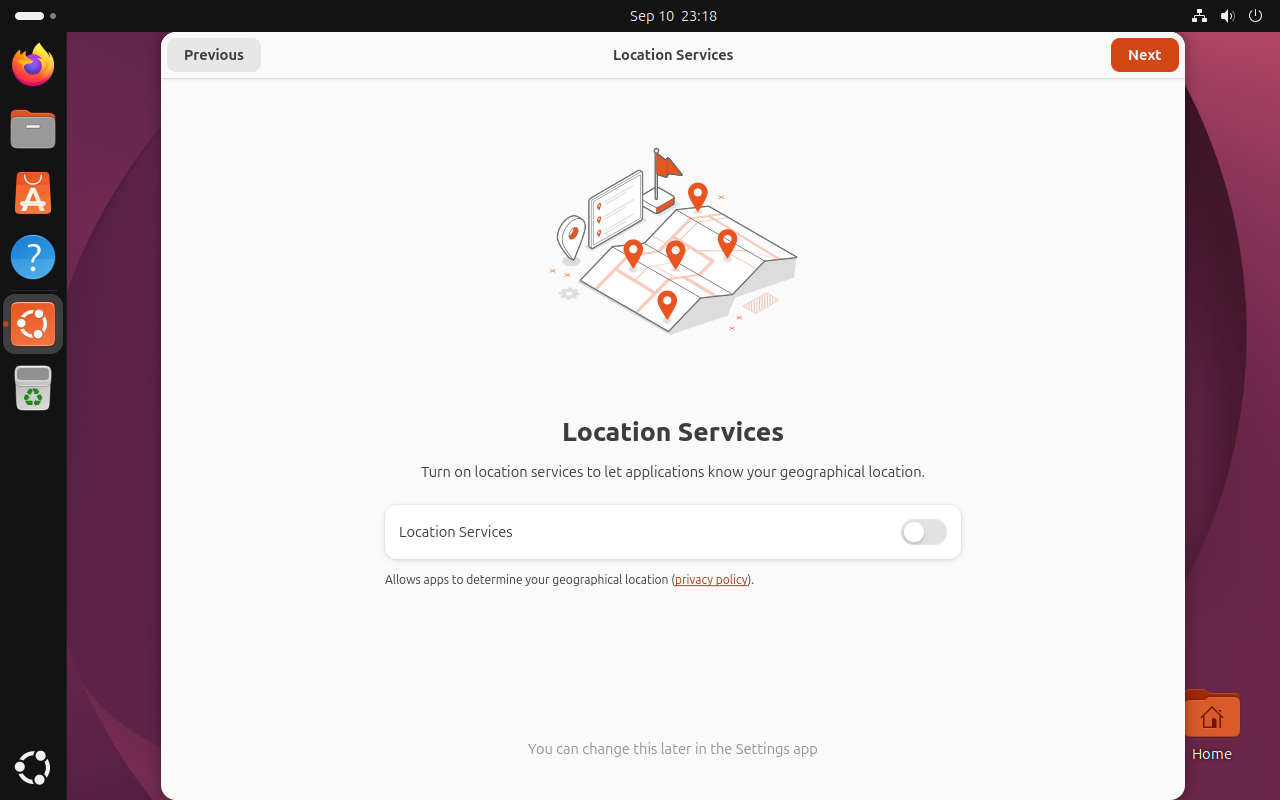 Sep 10 23:18
Previous
Location Services
Next
Location Services
Turn on location services to let applications know your geographical location.
Location Services
Allows apps to determine your geographical location (privacy policy).
You can change this later in the Settings app
Home